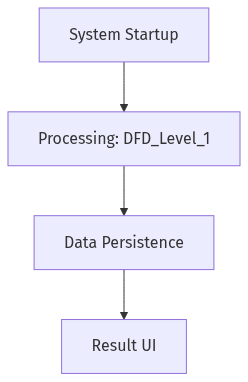 System Startup
Processing: DFD_Level_1
Data Persistence
Result UI